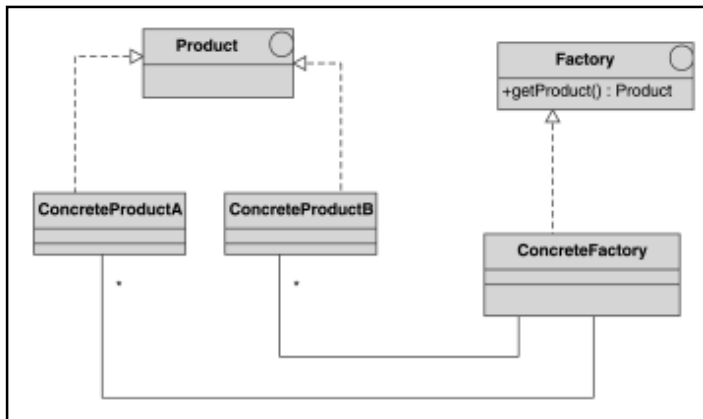 Product
Factory
+getProduct() : Product
ConcreteProductA
ConcreteProductB
ConcreteFactory
*
*